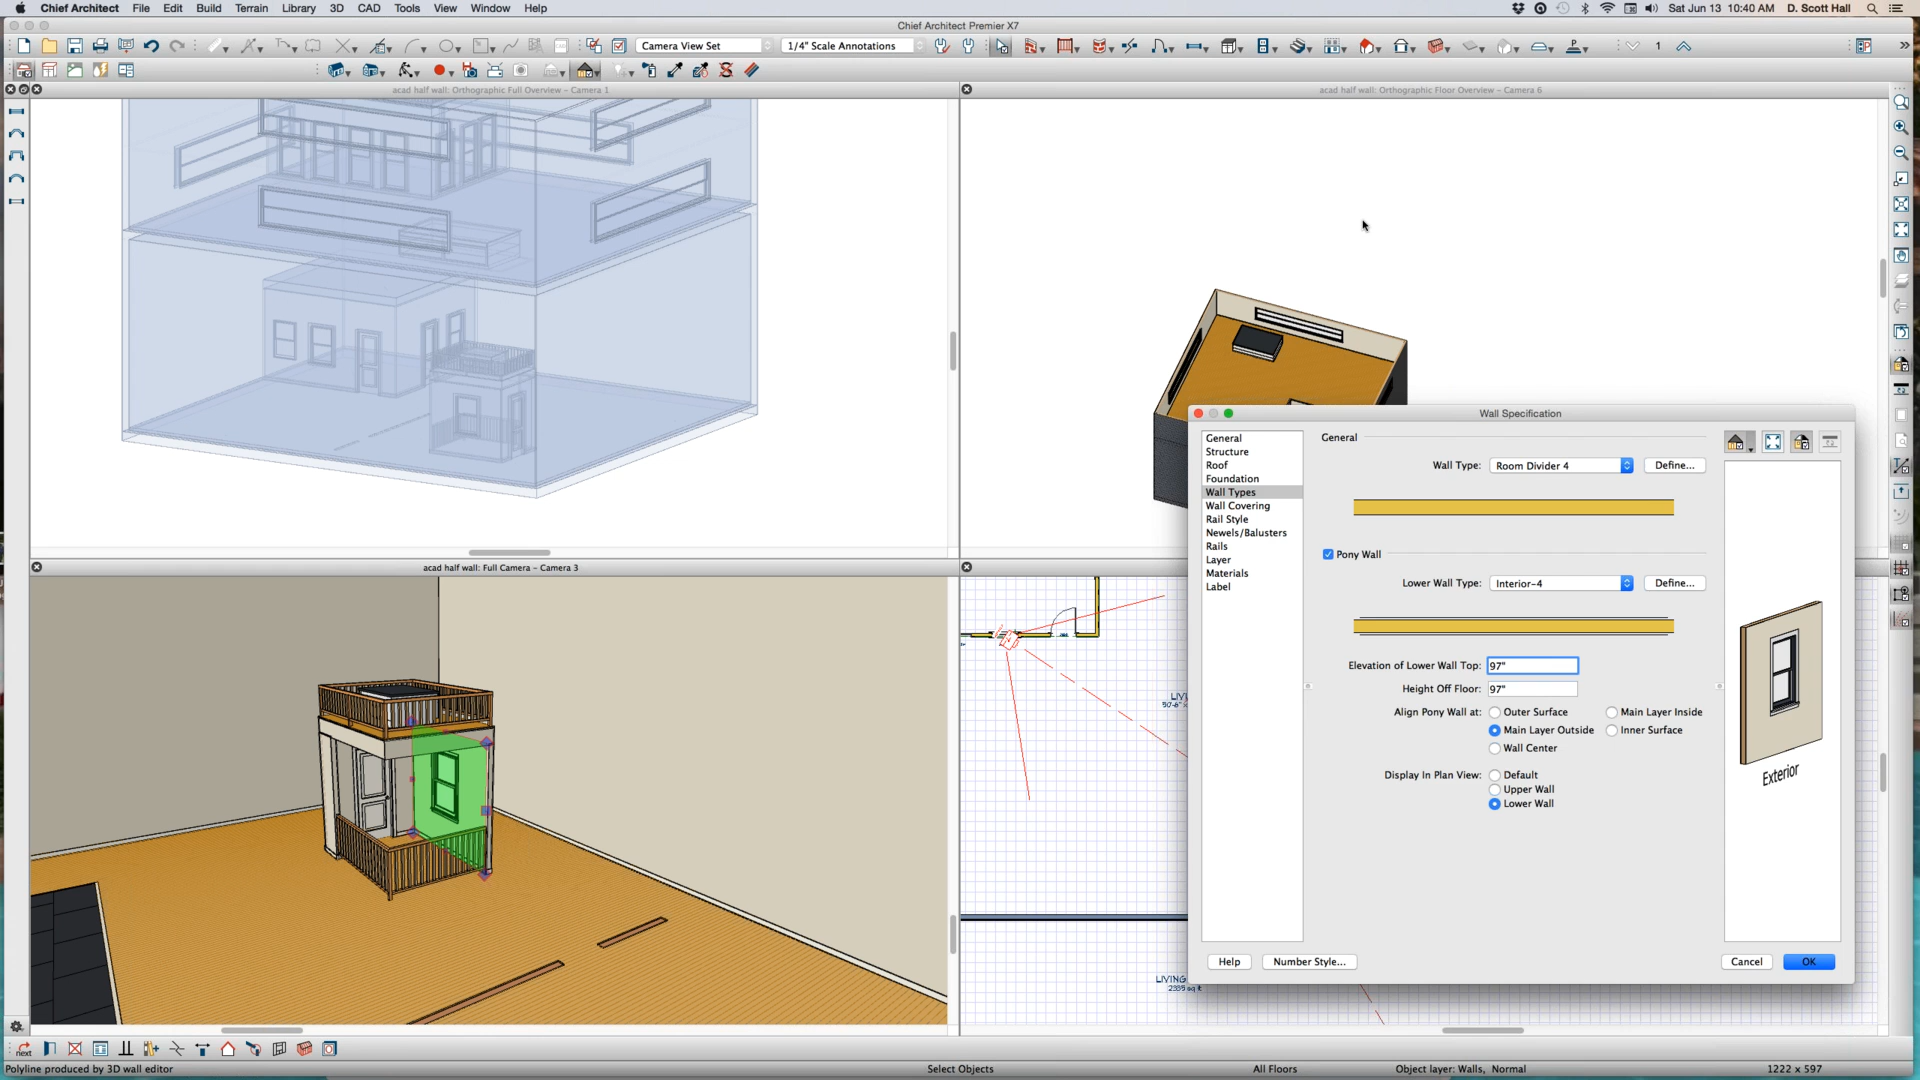 Chief Architect File Edit Build Terrain Library 3D CAD Tools View Window Help Sat Jun 13 10:40 AM D. Scott Hall
Chief Architect Premier X7
Camera View Set 1/4" Scale Annotations 1
acad half wall: Orthographic Full Overview – Camera 1
acad half wall: Orthographic Floor Overview – Camera 6
acad half wall: Full Camera – Camera 3
Wall Specification
General
Structure
Roof
Foundation
Wall Types
Wall Covering
Rail Style
Newels/Balusters
Rails
Layer
Materials
Label
General
Wall Type: Room Divider 4 Define...
Pony Wall
Lower Wall Type: Interior-4 Define...
Elevation of Lower Wall Top: 97"
Height Off Floor: 97"
Align Pony Wall at: Outer Surface Main Layer Inside
Main Layer Outside Inner Surface
Wall Center
Display In Plan View: Default
Upper Wall
Lower Wall
Exterior
Help Number Style... Cancel OK
LIVING
next
Polyline produced by 3D wall editor Select Objects All Floors Object layer: Walls, Normal 1222 x 597